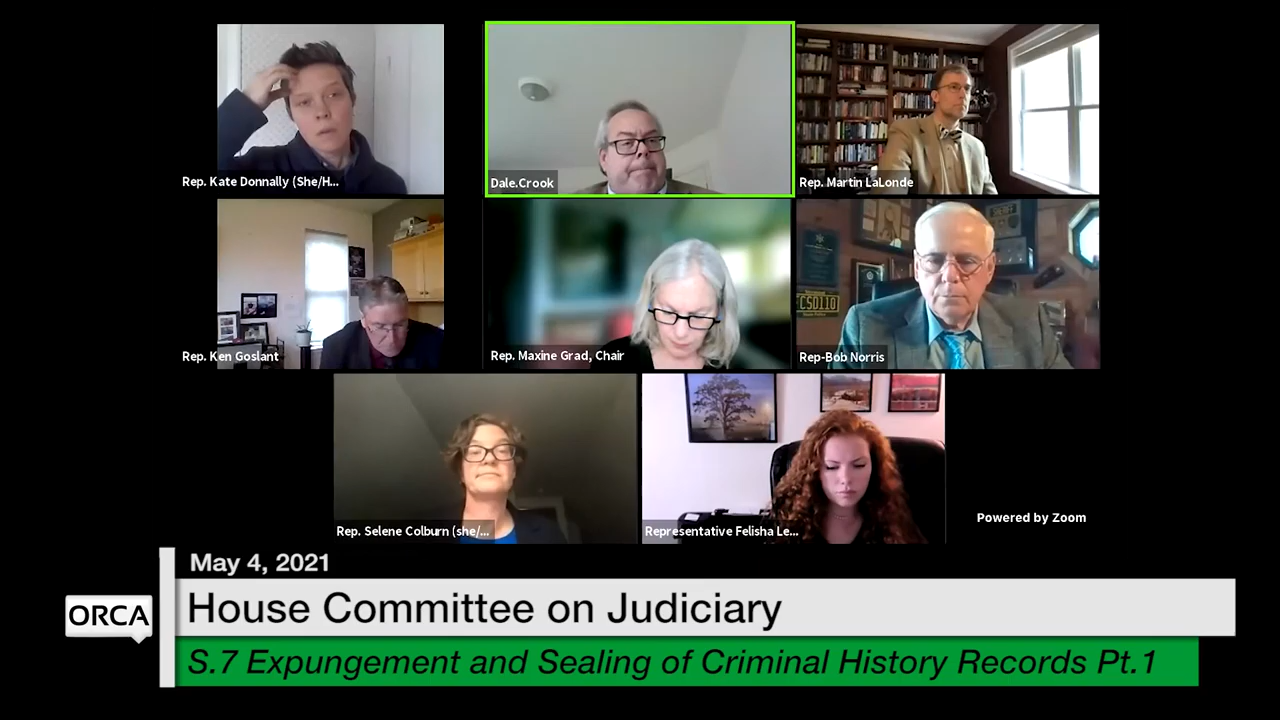 Rep. Kate Donnally (She/H...
Dale.Crook
Rep. Martin LaLonde
Rep. Ken Goslant
Rep. Maxine Grad, Chair
CSD110
Rep-Bob Norris
Rep. Selene Colburn (she/...
Representative Felisha Le...
Powered by Zoom
May 4, 2021
ORCA
House Committee on Judiciary
S.7 Expungement and Sealing of Criminal History Records Pt.1